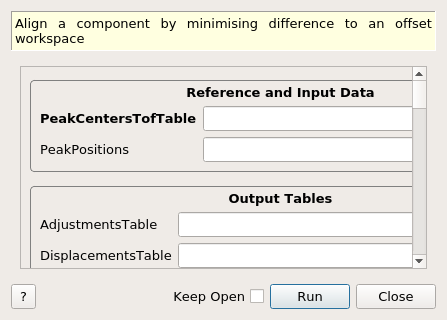 Align a component by minimising difference to an offset
workspace
Reference and Input Data
PeakCentersTofTable
PeakPositions
Output Tables
AdjustmentsTable
DisplacementsTable
? Keep Open Run Close